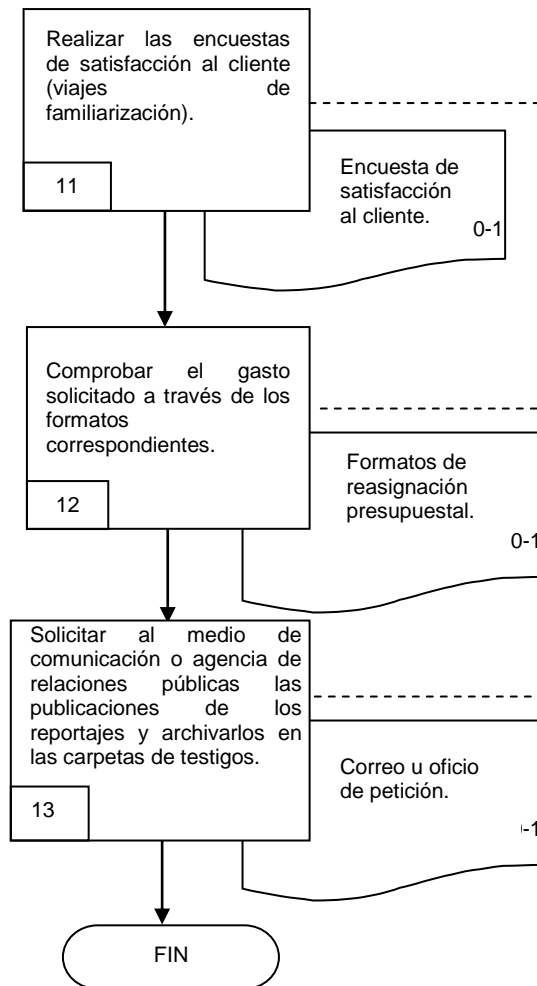 Realizar las encuestas
de satisfacción al cliente
(viajes de
familiarización).
11
Encuesta de
satisfacción
al cliente.
0-1
Comprobar el gasto
solicitado a través de los
formatos
correspondientes.
12
Formatos de
reasignación
presupuestal.
0-1
Solicitar al medio de
comunicación o agencia de
relaciones públicas las
publicaciones de los
reportajes y archivarlos en
las carpetas de testigos.
13
Correo u oficio
de petición.
-1
FIN